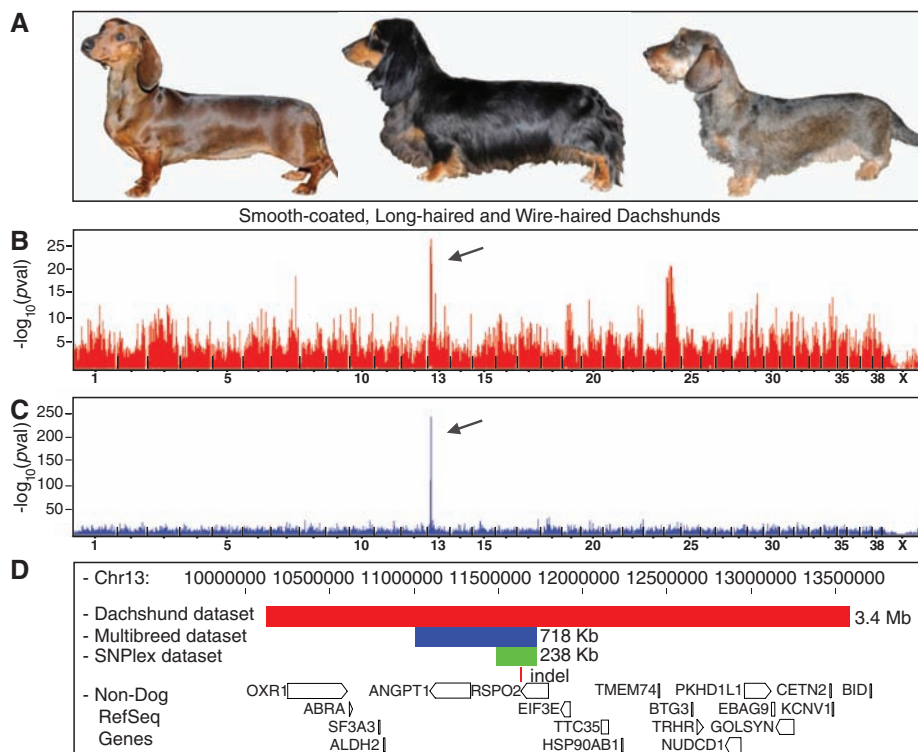 A
Smooth-coated, Long-haired and Wire-haired Dachshunds
B
-log10(pval)
25
20
15
10
5
1 5 10 13 15 20 25 30 35 38 X
C
-log10(pval)
250
200
150
100
50
1 5 10 13 15 20 25 30 35 38 X
D
- Chr13: 10000000 10500000 11000000 11500000 12000000 12500000 13000000 13500000
- Dachshund dataset 3.4 Mb
- Multibreed dataset 718 Kb
- SNPlex dataset 238 Kb
indel
- Non-Dog OXR1 ANGPT1 RSPO2 TMEM74 PKHD1L1 CETN2 BID
RefSeq ABRA EIF3E BTG3 EBAG9 KCNV1
Genes SF3A3 TTC35 TRHR GOLSYN
ALDH2 HSP90AB1 NUDCD1